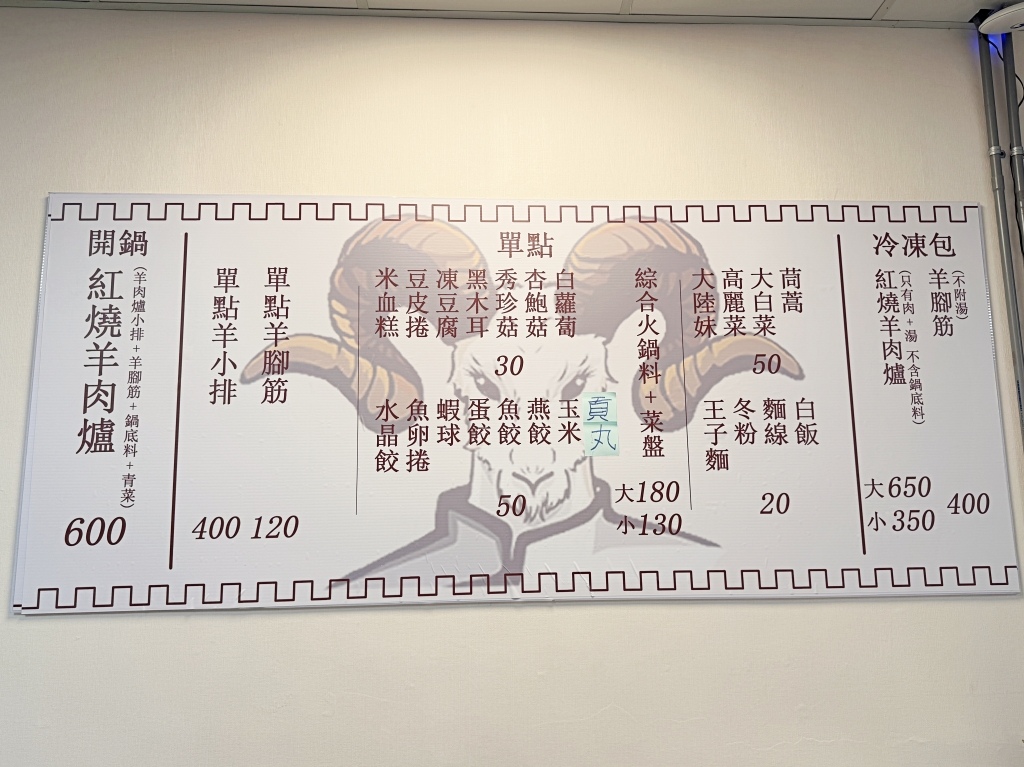 開鍋
紅燒羊肉爐
(羊肉爐小排+羊腳筋+鍋底料+青菜)
600
單點
單點羊小排
400
單點羊腳筋
120
米血糕
豆皮捲
凍豆腐
黑木耳
秀珍菇
杏鮑菇
白蘿蔔
30
水晶餃
魚卵捲
蝦球
蛋餃
魚餃
燕餃
玉米
貢丸
50
綜合火鍋料+菜盤
大180
小130
大陸妹
高麗菜
大白菜
茼蒿
50
王子麵
冬粉
麵線
白飯
20
冷凍包
紅燒羊肉爐
(只有肉+湯 不含鍋底料)
大650
小350
羊腳筋
(不附湯)
400